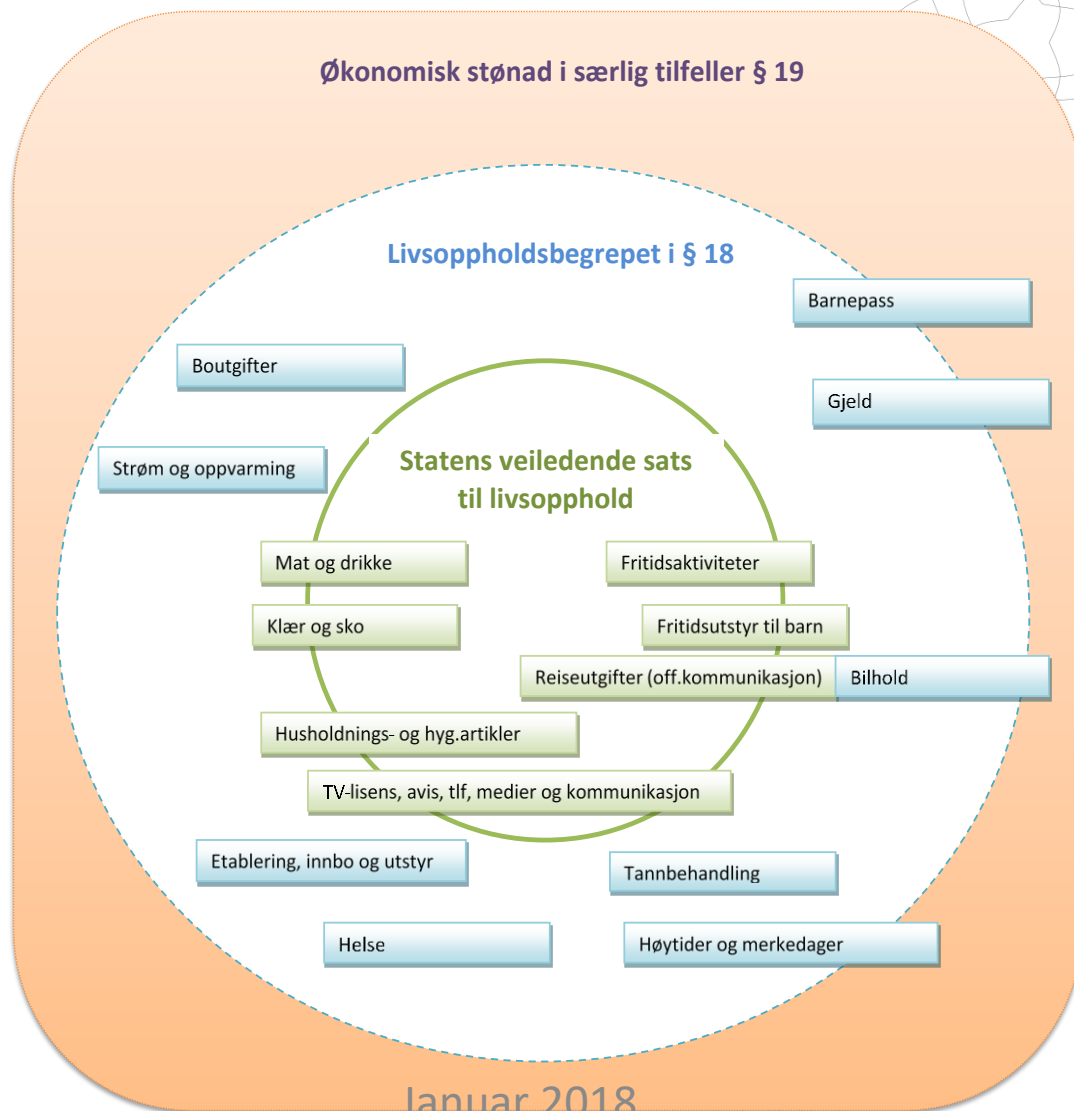 Økonomisk stønad i særlig tilfeller § 19
Livsoppholdsbegrepet i § 18
Barnepass
Boutgifter
Gjeld
Statens veiledende sats
til livsopphold
Strøm og oppvarming
Mat og drikke
Fritidsaktiviteter
Klær og sko
Fritidsutstyr til barn
Reiseutgifter (off.kommunikasjon)
Bilhold
Husholdnings- og hyg.artikler
TV-lisens, avis, tlf, medier og kommunikasjon
Etablering, innbo og utstyr
Tannbehandling
Helse
Høytider og merkedager
Januar 2018